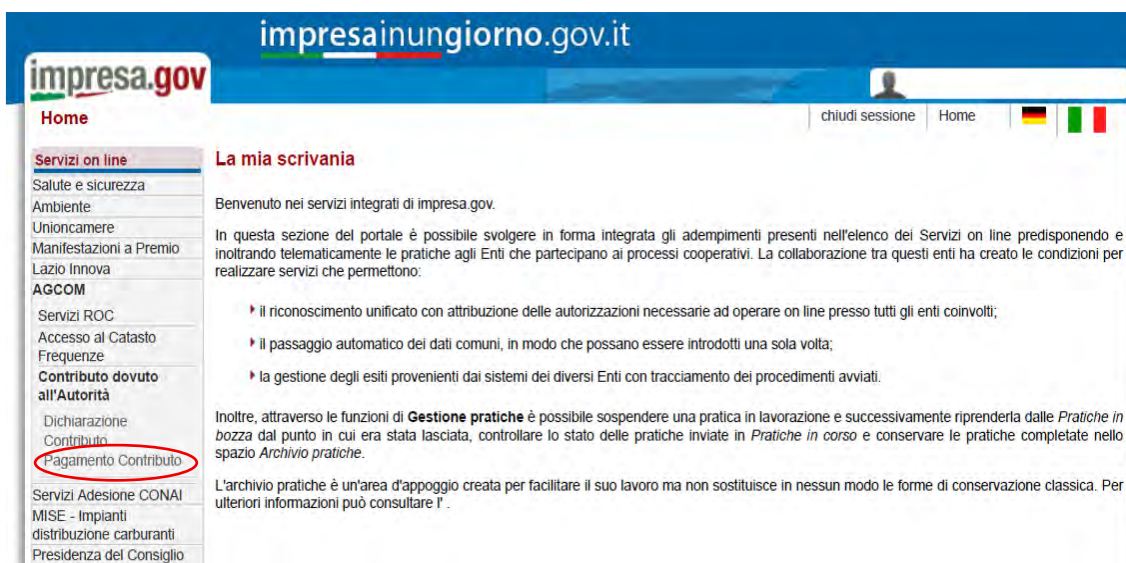 impresainungiorno.gov.it
impresa.gov
Home
chiudi sessione
Home
Servizi on line
Salute e sicurezza
Ambiente
Unioncamere
Manifestazioni a Premio
Lazio Innova
AGCOM
Servizi ROC
Accesso al Catasto
Frequenze
Contributo dovuto
all'Autorità
Dichiarazione
Contributo
Pagamento Contributo
Servizi Adesione CONAI
MISE - Impianti
distribuzione carburanti
Presidenza del Consiglio
La mia scrivania
Benvenuto nei servizi integrati di impresa.gov.
In questa sezione del portale è possibile svolgere in forma integrata gli adempimenti presenti nell'elenco dei Servizi on line predisponendo e
inoltrando telematicamente le pratiche agli Enti che partecipano ai processi cooperativi. La collaborazione tra questi enti ha creato le condizioni per
realizzare servizi che permettono:
il riconoscimento unificato con attribuzione delle autorizzazioni necessarie ad operare on line presso tutti gli enti coinvolti;
il passaggio automatico dei dati comuni, in modo che possano essere introdotti una sola volta;
la gestione degli esiti provenienti dai sistemi dei diversi Enti con tracciamento dei procedimenti avviati.
Inoltre, attraverso le funzioni di Gestione pratiche è possibile sospendere una pratica in lavorazione e successivamente riprenderla dalle Pratiche in
bozza dal punto in cui era stata lasciata, controllare lo stato delle pratiche inviate in Pratiche in corso e conservare le pratiche completate nello
spazio Archivio pratiche.
L'archivio pratiche è un'area d'appoggio creata per facilitare il suo lavoro ma non sostituisce in nessun modo le forme di conservazione classica. Per
ulteriori informazioni può consultare l' .